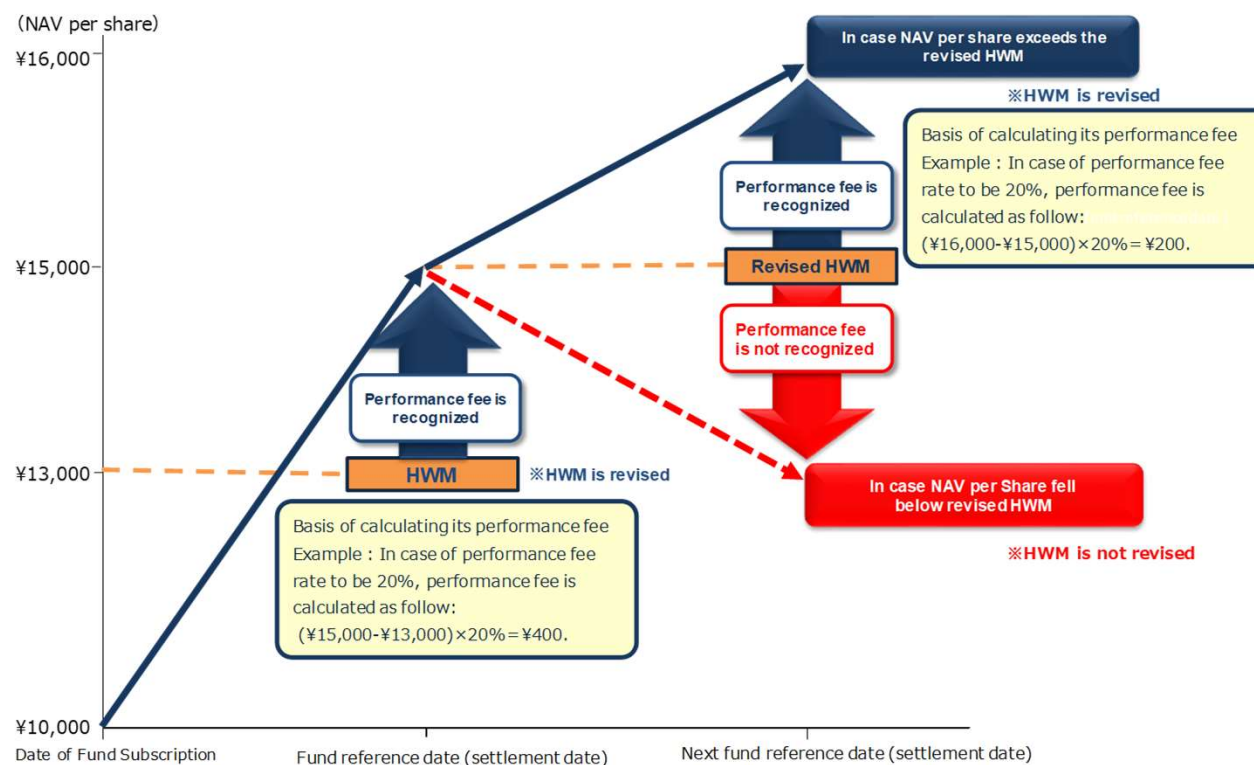 (NAV per share)
¥16,000
In case NAV per share exceeds the
revised HWM
※HWM is revised
Basis of calculating its performance fee
Example : In case of performance fee
rate to be 20%, performance fee is
calculated as follow:
(¥16,000-¥15,000)×20%=¥200.
Performance fee is
recognized
¥15,000
Revised HWM
Performance fee
is not recognized
Performance fee is
recognized
¥13,000
HWM
※HWM is revised
In case NAV per Share fell
below revised HWM
※HWM is not revised
Basis of calculating its performance fee
Example : In case of performance fee
rate to be 20%, performance fee is
calculated as follow:
(¥15,000-¥13,000)×20%=¥400.
¥10,000
Date of Fund Subscription
Fund reference date (settlement date)
Next fund reference date (settlement date)